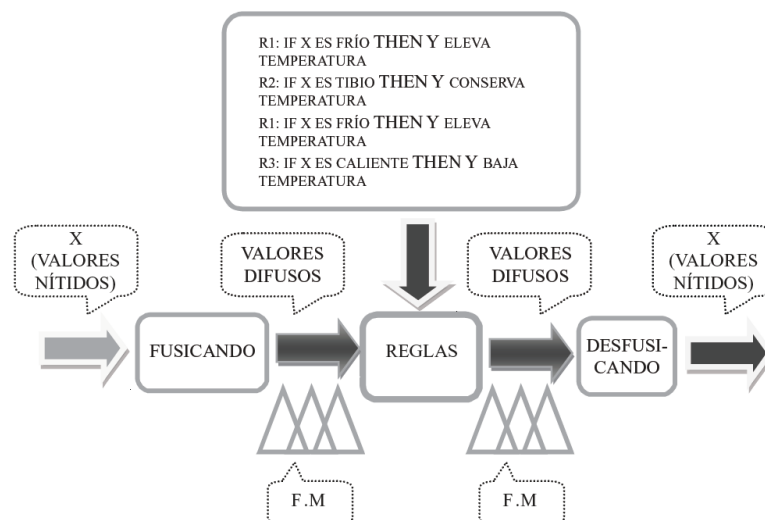 R1: IF X ES FRÍO THEN Y ELEVA
TEMPERATURA
R2: IF X ES TIBIO THEN Y CONSERVA
TEMPERATURA
R1: IF X ES FRÍO THEN Y ELEVA
TEMPERATURA
R3: IF X ES CALIENTE THEN Y BAJA
TEMPERATURA
X
(VALORES
NÍTIDOS)
VALORES
DIFUSOS
VALORES
DIFUSOS
X
(VALORES
NÍTIDOS)
FUSICANDO
REGLAS
DESFUSI-
CANDO
F .M
F .M